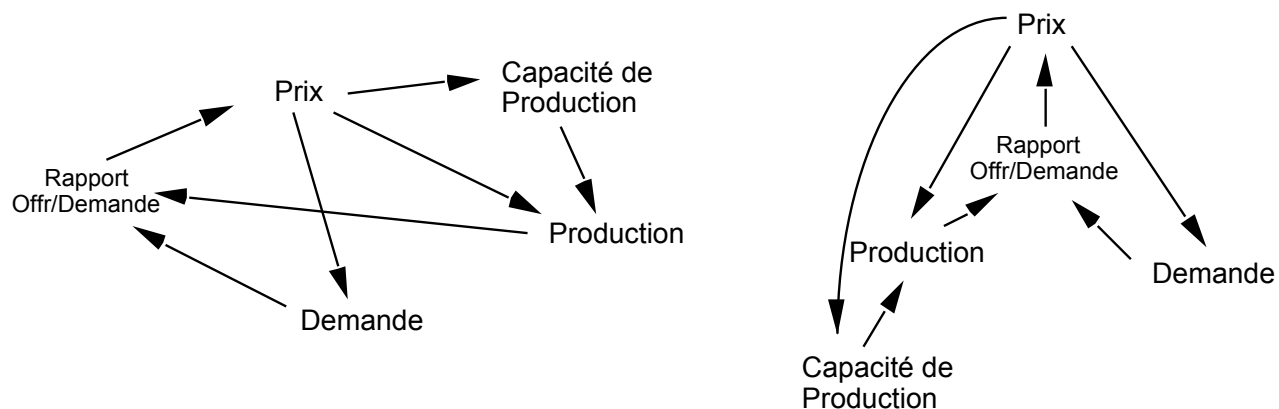 Prix
Capacité de
Production
Rapport
Offr/Demande
Production
Demande
Prix
Rapport
Offr/Demande
Production
Demande
Capacité de
Production